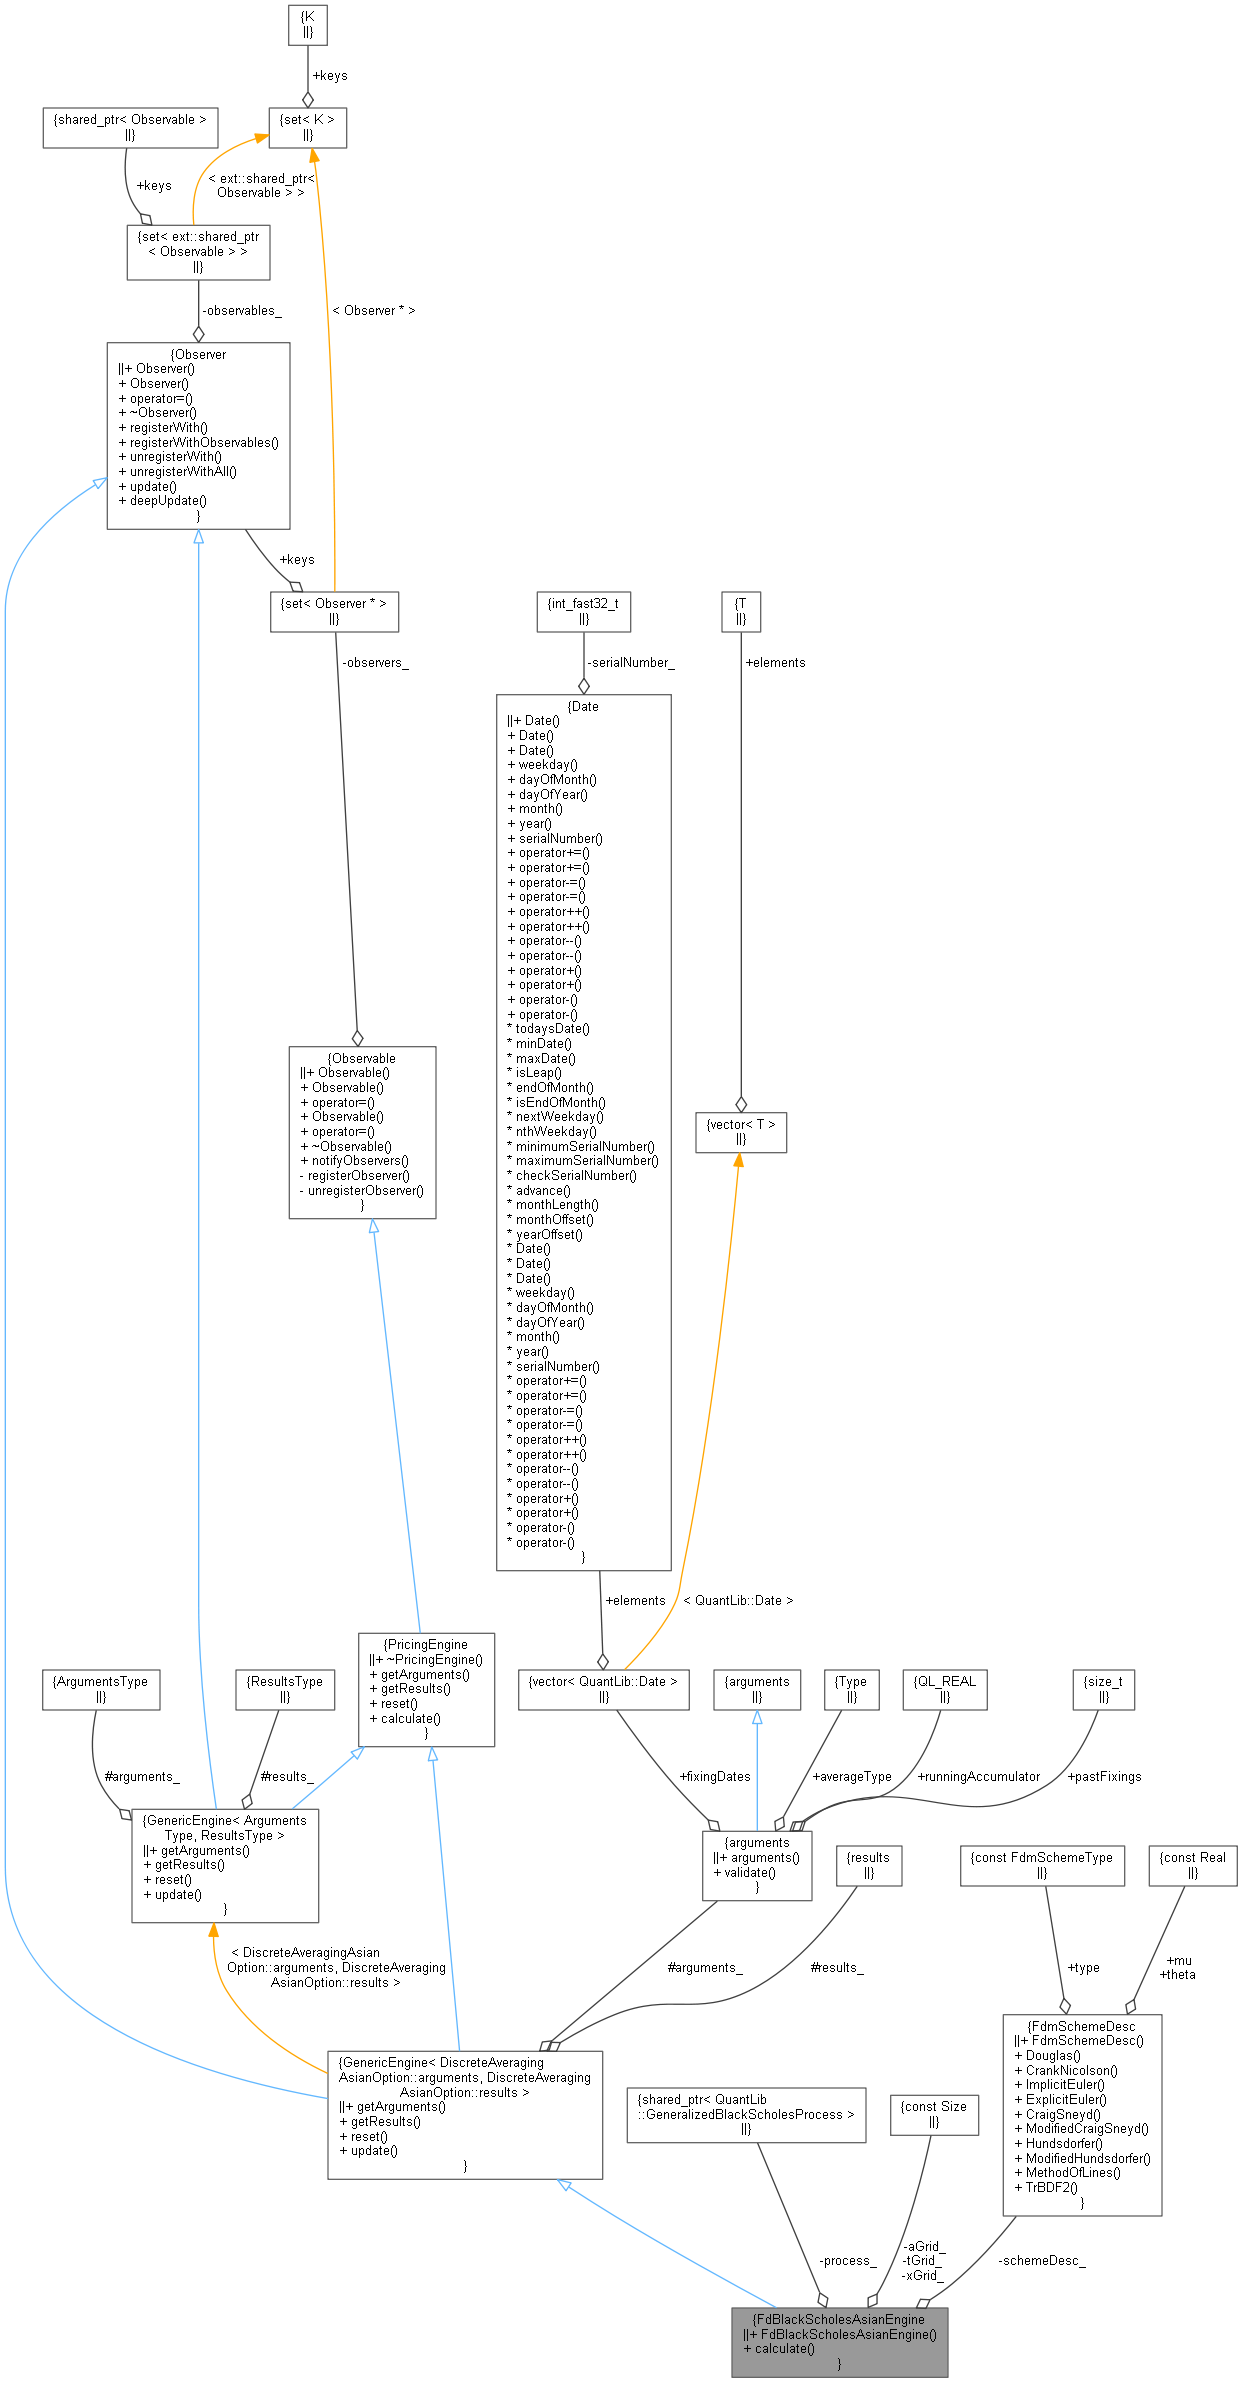 {K
||}
+keys
{shared_ptr< Observable >
||}
{set< K >
||}
+keys
< ext::shared_ptr<
Observable > >
{set< ext::shared_ptr
< Observable > >
||}
-observables_
< Observer * >
{Observer
||+ Observer()
+ Observer()
+ operator=()
+ ~Observer()
+ registerWith()
+ registerWithObservables()
+ unregisterWith()
+ unregisterWithAll()
+ update()
+ deepUpdate()
}
+keys
{set< Observer * >
||}
{int_fast32_t
||}
{T
||}
-observers_
-serialNumber_
+elements
{Date
||+ Date()
+ Date()
+ Date()
+ weekday()
+ dayOfMonth()
+ dayOfYear()
+ month()
+ year()
+ serialNumber()
+ operator+=()
+ operator+=()
+ operator-=()
+ operator-=()
+ operator++()
+ operator++()
+ operator--()
+ operator--()
+ operator+()
+ operator+()
+ operator-()
+ operator-()
* todaysDate()
* minDate()
* maxDate()
* isLeap()
* endOfMonth()
* isEndOfMonth()
* nextWeekday()
* nthWeekday()
* minimumSerialNumber()
* maximumSerialNumber()
* checkSerialNumber()
* advance()
* monthLength()
* monthOffset()
* yearOffset()
* Date()
* Date()
* Date()
* weekday()
* dayOfMonth()
* dayOfYear()
* month()
* year()
* serialNumber()
* operator+=()
* operator+=()
* operator-=()
* operator-=()
* operator++()
* operator++()
* operator--()
* operator--()
* operator+()
* operator+()
* operator-()
* operator-()
}
{Observable
||+ Observable()
+ Observable()
+ operator=()
+ Observable()
+ operator=()
+ ~Observable()
+ notifyObservers()
- registerObserver()
- unregisterObserver()
}
{vector< T >
||}
+elements
< QuantLib::Date >
{PricingEngine
||+ ~PricingEngine()
+ getArguments()
+ getResults()
+ reset()
+ calculate()
}
{ArgumentsType
||}
{ResultsType
||}
{vector< QuantLib::Date >
||}
{arguments
||}
{Type
||}
{QL_REAL
||}
{size_t
||}
#arguments_
#results_
+fixingDates
+averageType
+runningAccumulator
+pastFixings
{GenericEngine< Arguments
Type, ResultsType >
||+ getArguments()
+ getResults()
+ reset()
+ update()
}
{arguments
||+ arguments()
+ validate()
}
{results
||}
{const FdmSchemeType
||}
{const Real
||}
< DiscreteAveragingAsian
Option::arguments, DiscreteAveraging
AsianOption::results >
#arguments_
#results_
+type
+mu
+theta
{FdmSchemeDesc
||+ FdmSchemeDesc()
+ Douglas()
+ CrankNicolson()
+ ImplicitEuler()
+ ExplicitEuler()
+ CraigSneyd()
+ ModifiedCraigSneyd()
+ Hundsdorfer()
+ ModifiedHundsdorfer()
+ MethodOfLines()
+ TrBDF2()
}
{GenericEngine< DiscreteAveraging
AsianOption::arguments, DiscreteAveraging
AsianOption::results >
||+ getArguments()
+ getResults()
+ reset()
+ update()
}
{shared_ptr< QuantLib
::GeneralizedBlackScholesProcess >
||}
{const Size
||}
-process_
-aGrid_
-tGrid_
-xGrid_
-schemeDesc_
{FdBlackScholesAsianEngine
||+ FdBlackScholesAsianEngine()
+ calculate()
}